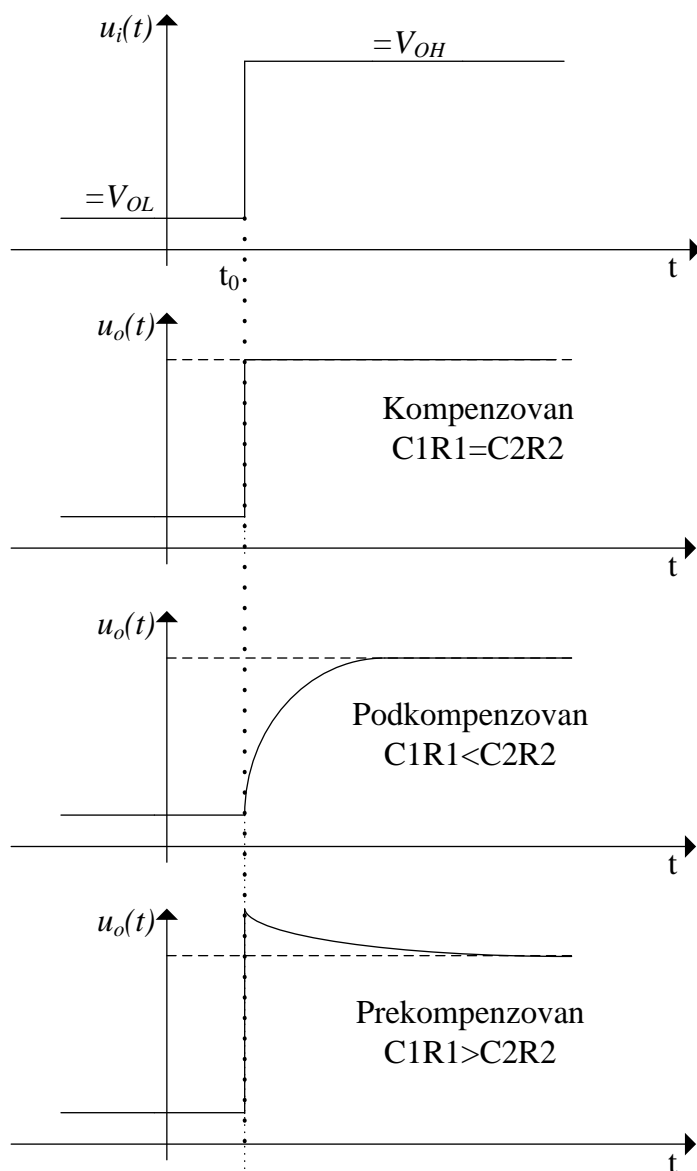 u_i(t)
=V_OH
=V_OL
t
t_0
u_o(t)
Kompenzovan
C1R1=C2R2
t
u_o(t)
Podkompenzovan
C1R1<C2R2
t
u_o(t)
Prekompenzovan
C1R1>C2R2
t